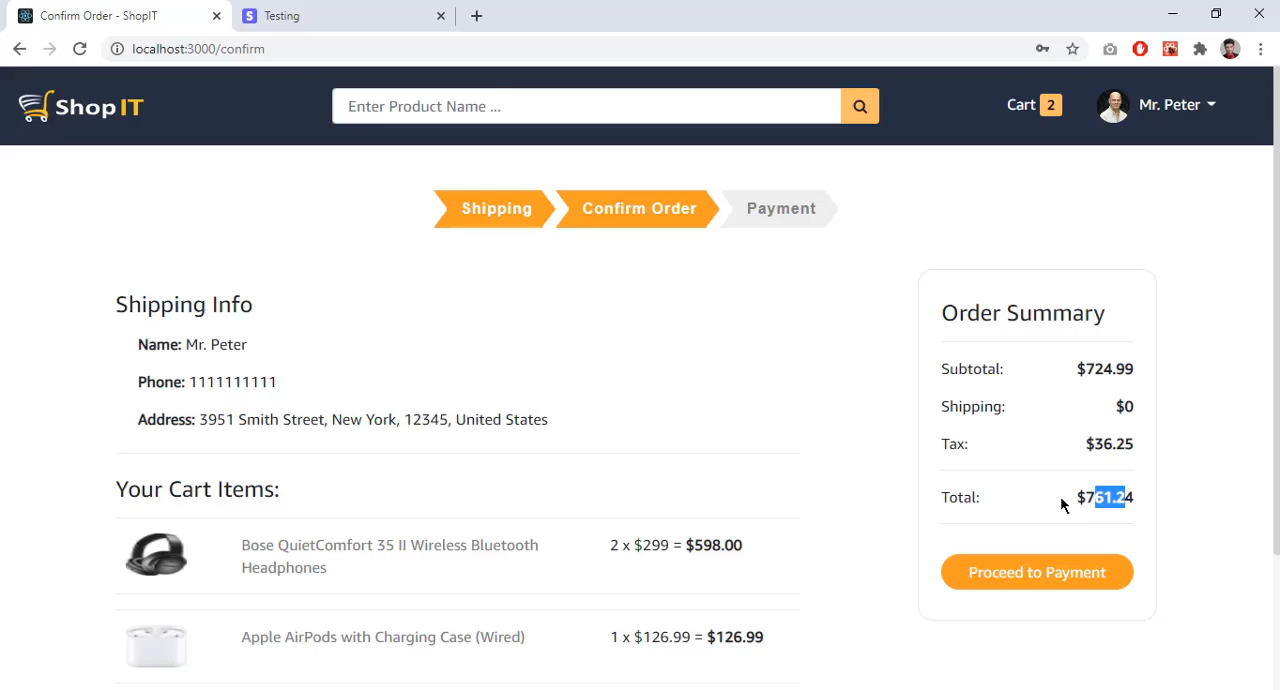 Confirm Order - ShopIT
S Testing
localhost:3000/confirm
Shop IT
Enter Product Name ...
Cart 2
Mr. Peter
Shipping
Confirm Order
Payment
Shipping Info
Name: Mr. Peter
Phone: 1111111111
Address: 3951 Smith Street, New York, 12345, United States
Your Cart Items:
Bose QuietComfort 35 II Wireless Bluetooth
Headphones
2 x $299 = $598.00
Apple AirPods with Charging Case (Wired)
1 x $126.99 = $126.99
Order Summary
Subtotal: $724.99
Shipping: $0
Tax: $36.25
Total: $761.24
Proceed to Payment